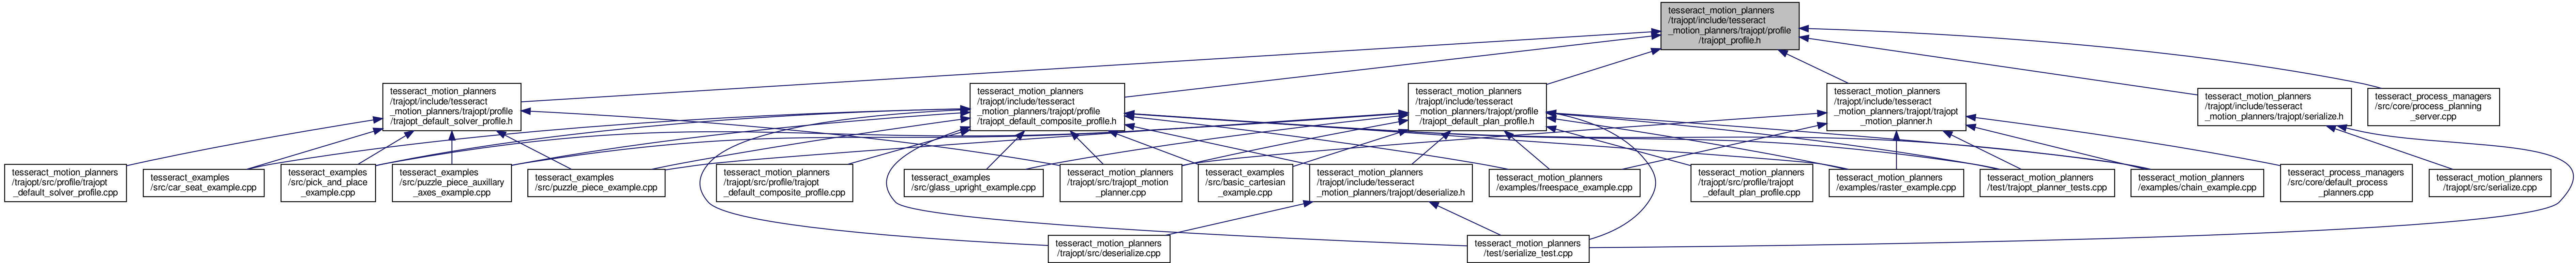 tesseract_motion_planners
/trajopt/include/tesseract
_motion_planners/trajopt/profile
/trajopt_profile.h
tesseract_motion_planners
/trajopt/include/tesseract
_motion_planners/trajopt/profile
/trajopt_default_solver_profile.h
tesseract_motion_planners
/trajopt/include/tesseract
_motion_planners/trajopt/profile
/trajopt_default_composite_profile.h
tesseract_motion_planners
/trajopt/include/tesseract
_motion_planners/trajopt/profile
/trajopt_default_plan_profile.h
tesseract_motion_planners
/trajopt/include/tesseract
_motion_planners/trajopt/trajopt
_motion_planner.h
tesseract_motion_planners
/trajopt/include/tesseract
_motion_planners/trajopt/serialize.h
tesseract_process_managers
/src/core/process_planning
_server.cpp
tesseract_motion_planners
/trajopt/src/profile/trajopt
_default_solver_profile.cpp
tesseract_examples
/src/car_seat_example.cpp
tesseract_examples
/src/pick_and_place
_example.cpp
tesseract_examples
/src/puzzle_piece_auxillary
_axes_example.cpp
tesseract_examples
/src/puzzle_piece_example.cpp
tesseract_motion_planners
/trajopt/src/profile/trajopt
_default_composite_profile.cpp
tesseract_examples
/src/glass_upright_example.cpp
tesseract_motion_planners
/trajopt/src/trajopt_motion
_planner.cpp
tesseract_examples
/src/basic_cartesian
_example.cpp
tesseract_motion_planners
/trajopt/include/tesseract
_motion_planners/trajopt/deserialize.h
tesseract_motion_planners
/examples/freespace_example.cpp
tesseract_motion_planners
/trajopt/src/profile/trajopt
_default_plan_profile.cpp
tesseract_motion_planners
/examples/raster_example.cpp
tesseract_motion_planners
/test/trajopt_planner_tests.cpp
tesseract_motion_planners
/examples/chain_example.cpp
tesseract_process_managers
/src/core/default_process
_planners.cpp
tesseract_motion_planners
/trajopt/src/serialize.cpp
tesseract_motion_planners
/trajopt/src/deserialize.cpp
tesseract_motion_planners
/test/serialize_test.cpp